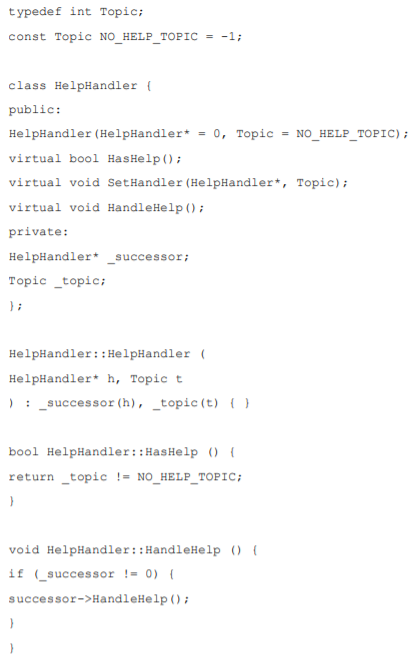 typedef int Topic;
const Topic NO_HELP_TOPIC = -1;
class HelpHandler {
public:
HelpHandler(HelpHandler* = 0, Topic = NO_HELP_TOPIC);
virtual bool HasHelp();
virtual void SetHandler(HelpHandler*, Topic);
virtual void HandleHelp();
private:
HelpHandler* _successor;
Topic _topic;
};
HelpHandler::HelpHandler (
HelpHandler* h, Topic t
) : _successor(h), _topic(t) { }
bool HelpHandler::HasHelp () {
return _topic != NO_HELP_TOPIC;
}
void HelpHandler::HandleHelp () {
if (_successor != 0) {
successor->HandleHelp();
}
}